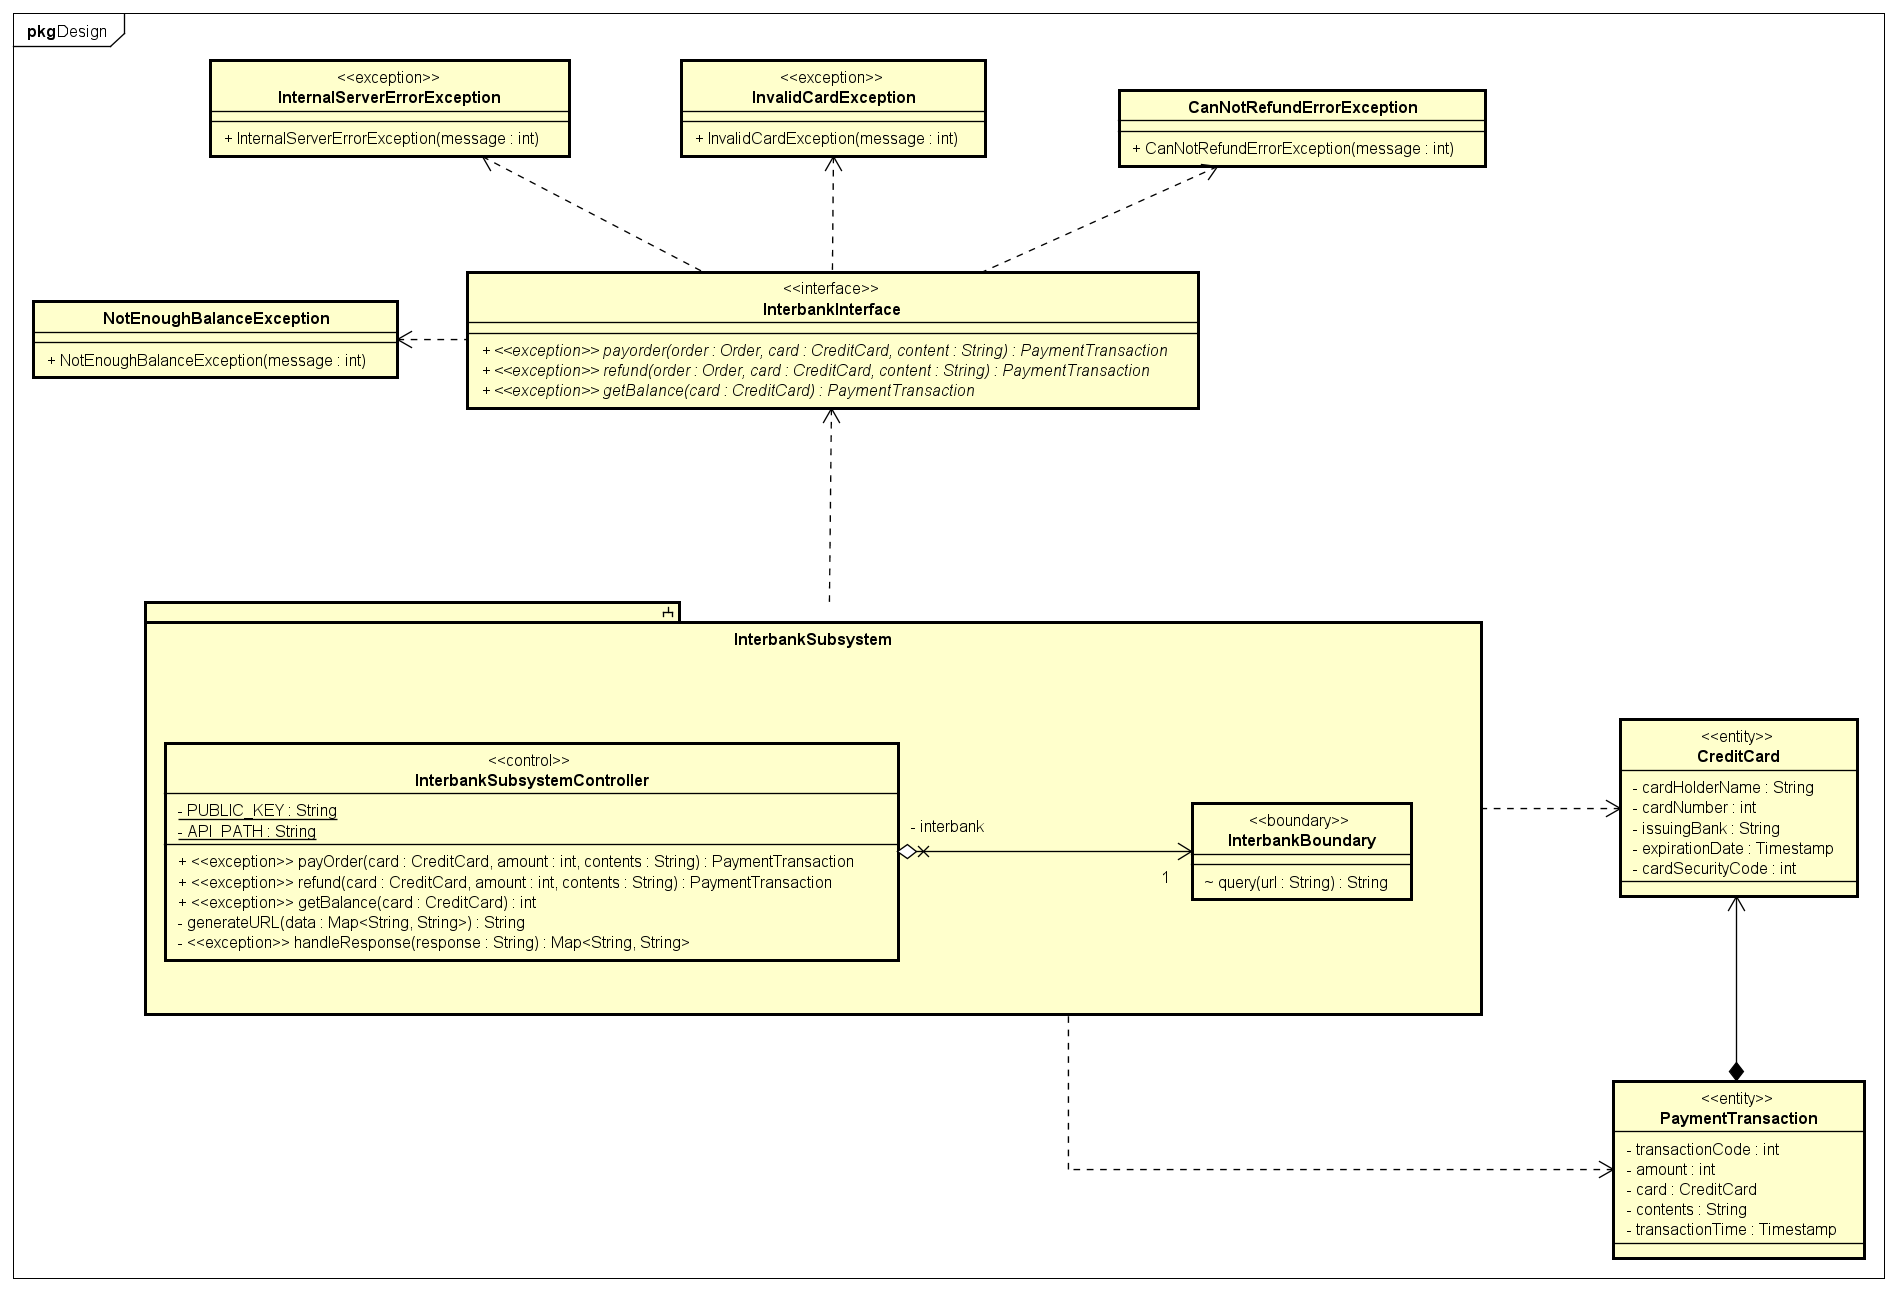 pkg Design
<<exception>>
InternalServerErrorException
+ InternalServerErrorException(message : int)
<<exception>>
InvalidCardException
+ InvalidCardException(message : int)
CanNotRefundErrorException
+ CanNotRefundErrorException(message : int)
NotEnoughBalanceException
+ NotEnoughBalanceException(message : int)
<<interface>>
InterbankInterface
+ <<exception>> payorder(order : Order, card : CreditCard, content : String) : PaymentTransaction
+ <<exception>> refund(order : Order, card : CreditCard, content : String) : PaymentTransaction
+ <<exception>> getBalance(card : CreditCard) : PaymentTransaction
InterbankSubsystem
<<control>>
InterbankSubsystemController
- PUBLIC_KEY : String
- API_PATH : String
+ <<exception>> payOrder(card : CreditCard, amount : int, contents : String) : PaymentTransaction
+ <<exception>> refund(card : CreditCard, amount : int, contents : String) : PaymentTransaction
+ <<exception>> getBalance(card : CreditCard) : int
- generateURL(data : Map<String, String>) : String
- <<exception>> handleResponse(response : String) : Map<String, String>
- interbank
1
<<boundary>>
InterbankBoundary
~ query(url : String) : String
<<entity>>
CreditCard
- cardHolderName : String
- cardNumber : int
- issuingBank : String
- expirationDate : Timestamp
- cardSecurityCode : int
<<entity>>
PaymentTransaction
- transactionCode : int
- amount : int
- card : CreditCard
- contents : String
- transactionTime : Timestamp